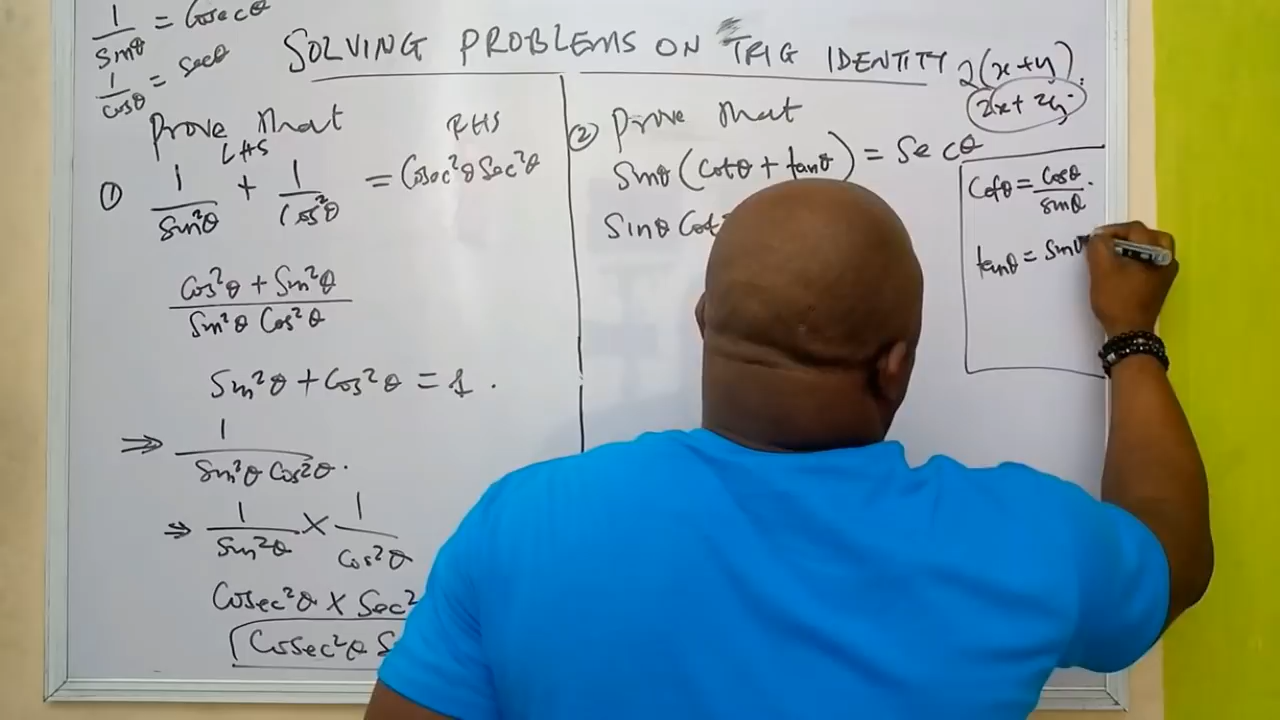 1/sinθ = Cosecθ
1/cosθ = secθ
SOLVING PROBLEMS ON TRIG IDENTITY
2(x+y).
2x + 2y
Prove that
LHS RHS
① 1/Sin²θ + 1/Cos²θ = Cosec²θ Sec²θ
Cos²θ + Sin²θ / Sin²θ Cos²θ
Sin²θ + Cos²θ = 1.
⇒ 1/Sin²θ Cos²θ.
⇒ 1/Sin²θ × 1/Cos²θ
Cosec²θ × Sec²
Cosec²θ S
② Prove that
Sinθ (Cotθ + tanθ) = Secθ
Sinθ Cot
Cotθ = Cosθ/sinθ.
tanθ = Sin